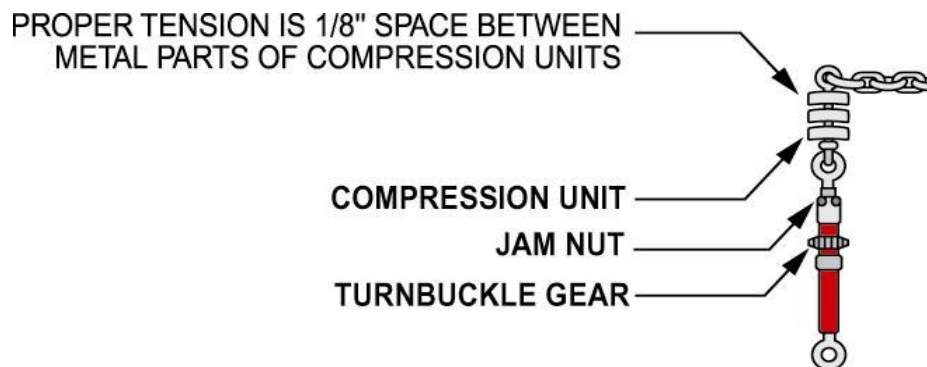 PROPER TENSION IS 1/8" SPACE BETWEEN
METAL PARTS OF COMPRESSION UNITS
COMPRESSION UNIT
JAM NUT
TURNBUCKLE GEAR